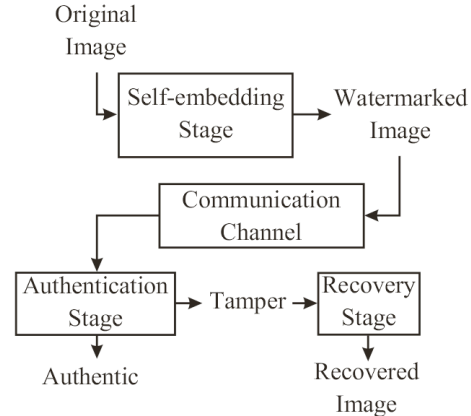 Original
Image
Self-embedding
Stage
Watermarked
Image
Communication
Channel
Authentication
Stage
Tamper
Recovery
Stage
Authentic
Recovered
Image